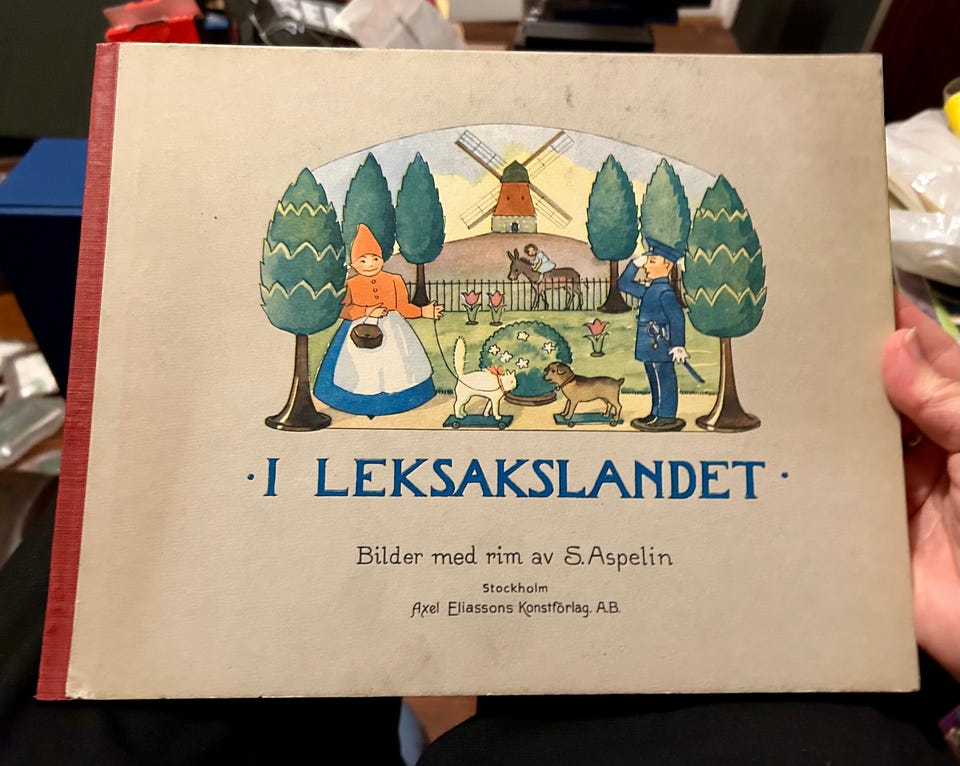 · I LEKSAKSLANDET ·
Bilder med rim av S. Aspelin
Stockholm
Axel Eliassons Konstförlag. A.B.